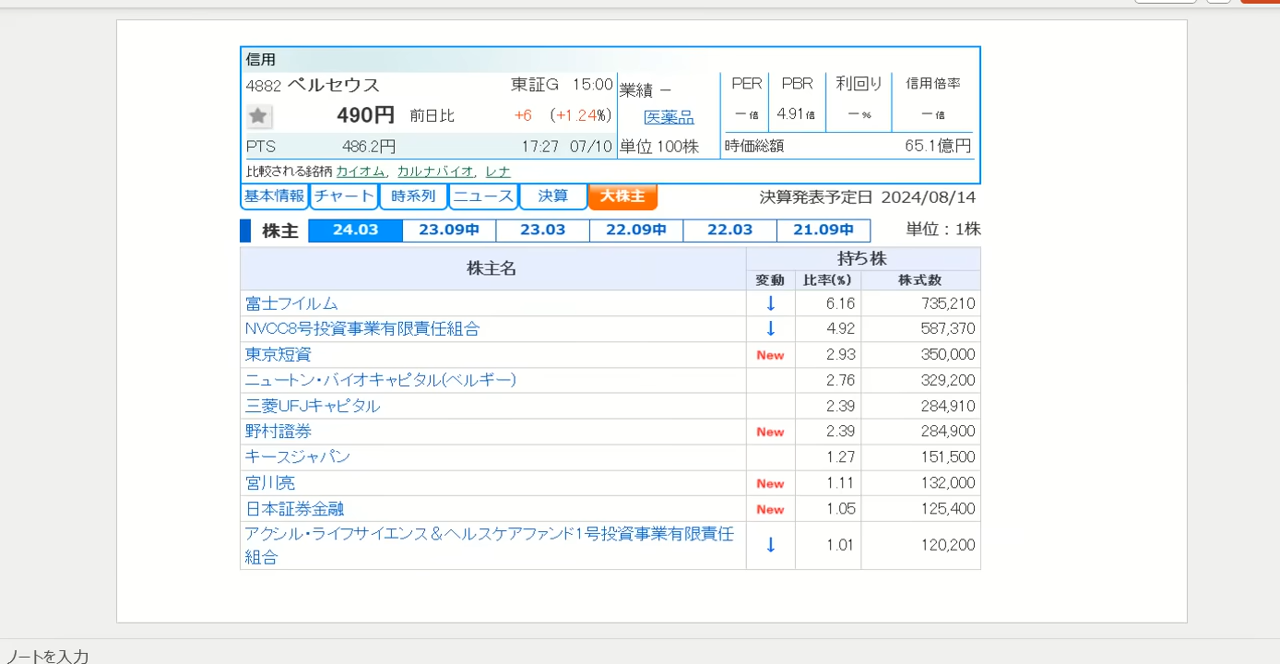 信用
4882 ペルセウス 東証G 15:00 業績 － PER PBR 利回り 信用倍率
490円 前日比 +6 (+1.24%) 医薬品 －倍 4.91倍 －% －倍
PTS 486.2円 17:27 07/10 単位 100株 時価総額 65.1億円
比較される銘柄 カイオム, カルナバイオ, レナ
基本情報 チャート 時系列 ニュース 決算 大株主 決算発表予定日 2024/08/14
株主 24.03 23.09中 23.03 22.09中 22.03 21.09中 単位：1株
株主名 持ち株
変動 比率(%) 株式数
富士フイルム ↓ 6.16 735,210
NVCC8号投資事業有限責任組合 ↓ 4.92 587,370
東京短資 New 2.93 350,000
ニュートン・バイオキャピタル(ベルギー) 2.76 329,200
三菱UFJキャピタル 2.39 284,910
野村證券 New 2.39 284,900
キースジャパン 1.27 151,500
宮川亮 New 1.11 132,000
日本証券金融 New 1.05 125,400
アクシル・ライフサイエンス＆ヘルスケアファンド1号投資事業有限責任
組合 ↓ 1.01 120,200
ノートを入力